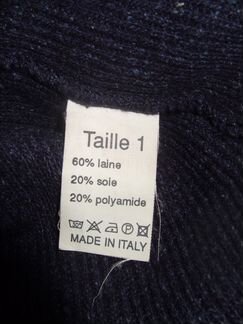 Taille 1
60% laine
20% soie
20% polyamide
MADE IN ITALY